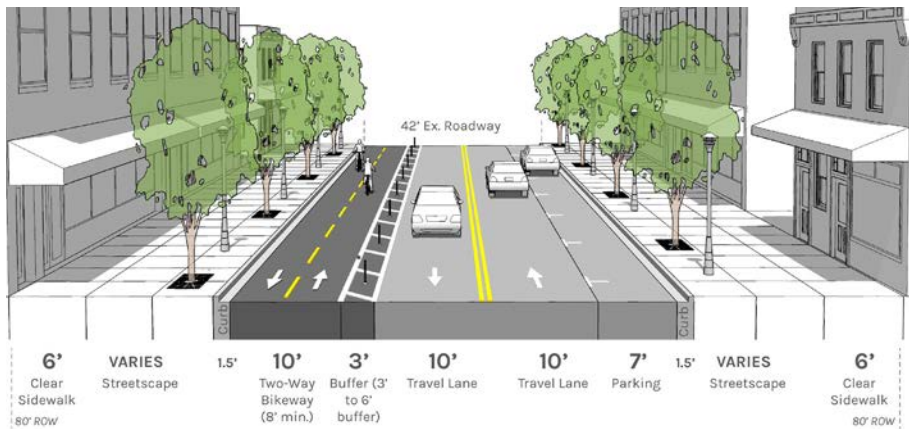 42' Ex. Roadway
Curb
Curb
6'
Clear
Sidewalk
80' ROW
VARIES
Streetscape
1.5'
10'
Two-Way
Bikeway
(8' min.)
3'
Buffer (3'
to 6'
buffer)
10'
Travel Lane
10'
Travel Lane
7'
Parking
1.5'
VARIES
Streetscape
6'
Clear
Sidewalk
80' ROW